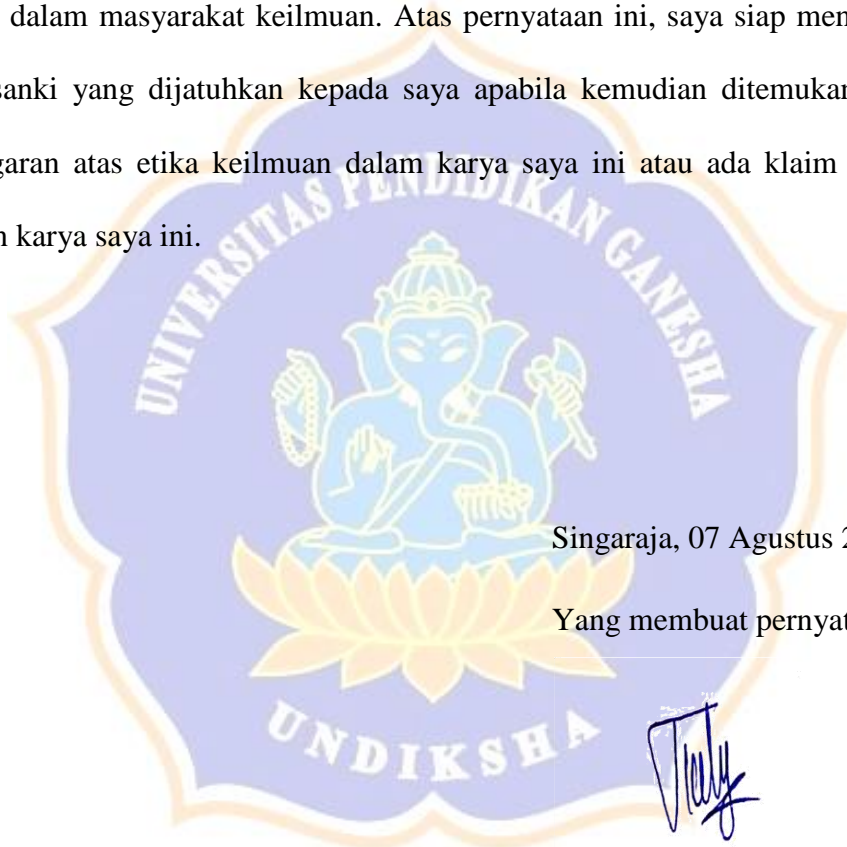 dalam masyarakat keilmuan. Atas pernyataan ini, saya siap men
sanki yang dijatuhkan kepada saya apabila kemudian ditemukan
garan atas etika keilmuan dalam karya saya ini atau ada klaim
karya saya ini.
UNIVERSITAS PENDIDIKAN GANESHA
Singaraja, 07 Agustus 2
Yang membuat pernyat
UNDIKSHA